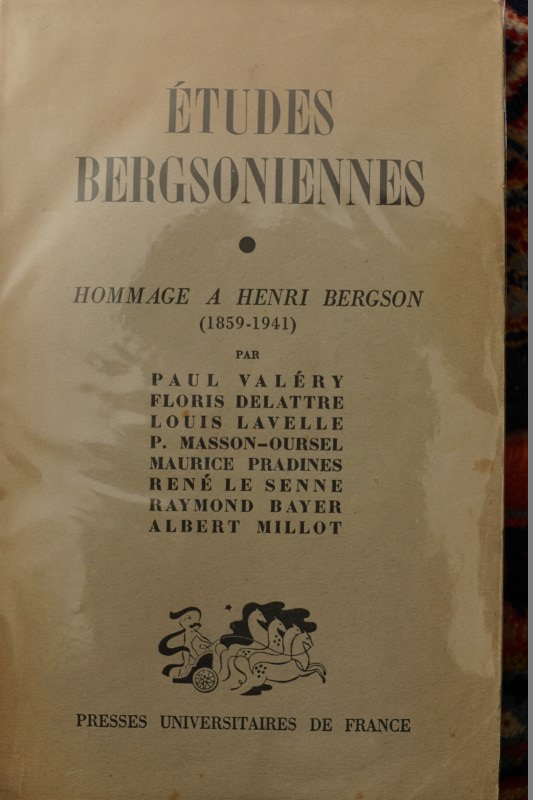 ÉTUDES
BERGSONIENNES
●
HOMMAGE A HENRI BERGSON
(1859-1941)
PAR
PAUL VALÉRY
FLORIS DELATTRE
LOUIS LAVELLE
P. MASSON-OURSEL
MAURICE PRADINES
RENÉ LE SENNE
RAYMOND BAYER
ALBERT MILLOT
PRESSES UNIVERSITAIRES DE FRANCE